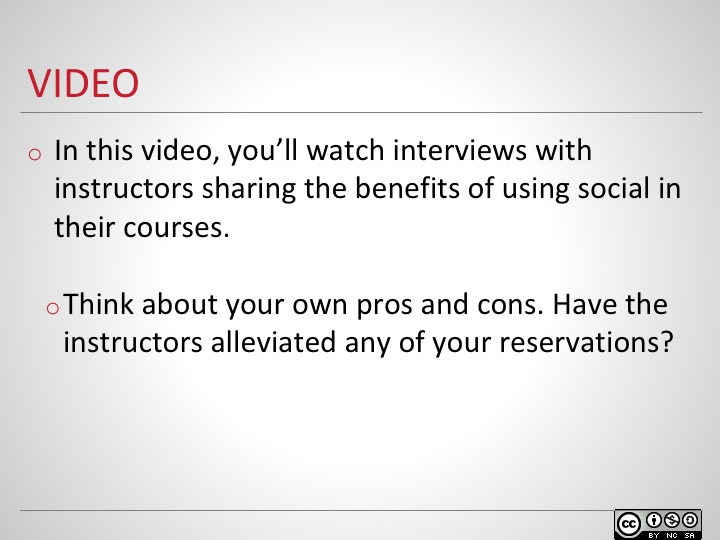 VIDEO
o In this video, you’ll watch interviews with
instructors sharing the benefits of using social in
their courses.
o Think about your own pros and cons. Have the
instructors alleviated any of your reservations?
cc
BY NC SA